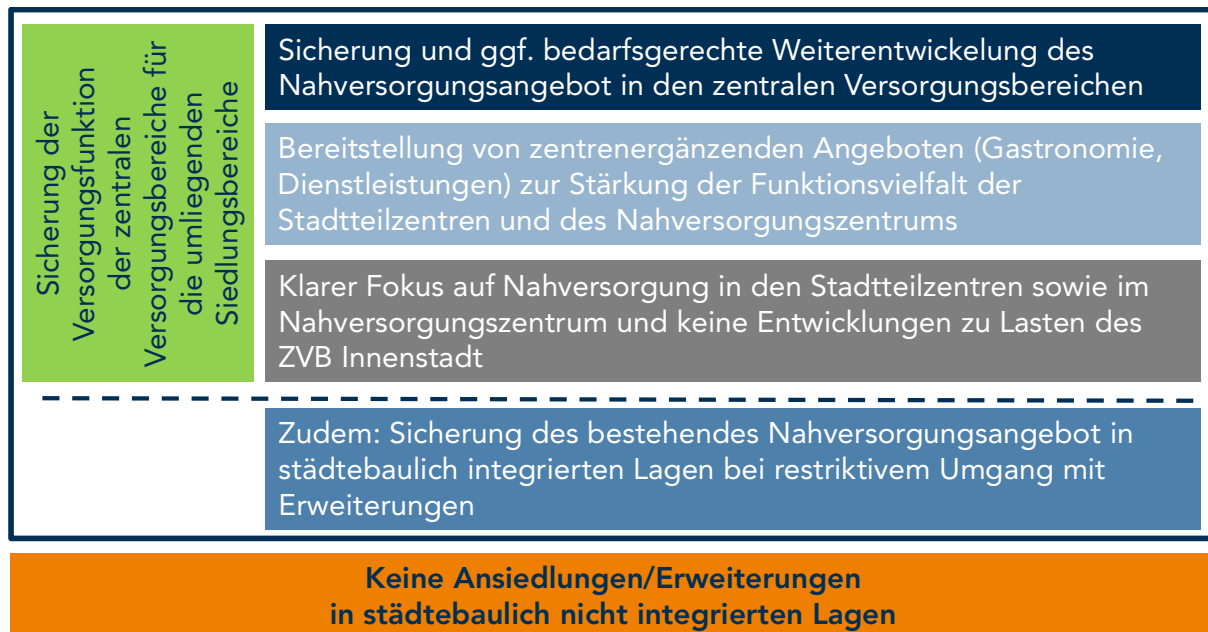 Sicherung der
Versorgungsfunktion
der zentralen
Versorgungsbereiche für
die umliegenden
Siedlungsbereiche
Sicherung und ggf. bedarfsgerechte Weiterentwickelung des
Nahversorgungsangebot in den zentralen Versorgungsbereichen
Bereitstellung von zentrenergänzenden Angeboten (Gastronomie,
Dienstleistungen) zur Stärkung der Funktionsvielfalt der
Stadtteilzentren und des Nahversorgungszentrums
Klarer Fokus auf Nahversorgung in den Stadtteilzentren sowie im
Nahversorgungszentrum und keine Entwicklungen zu Lasten des
ZVB Innenstadt
Zudem: Sicherung des bestehendes Nahversorgungsangebot in
städtebaulich integrierten Lagen bei restriktivem Umgang mit
Erweiterungen
Keine Ansiedlungen/Erweiterungen
in städtebaulich nicht integrierten Lagen